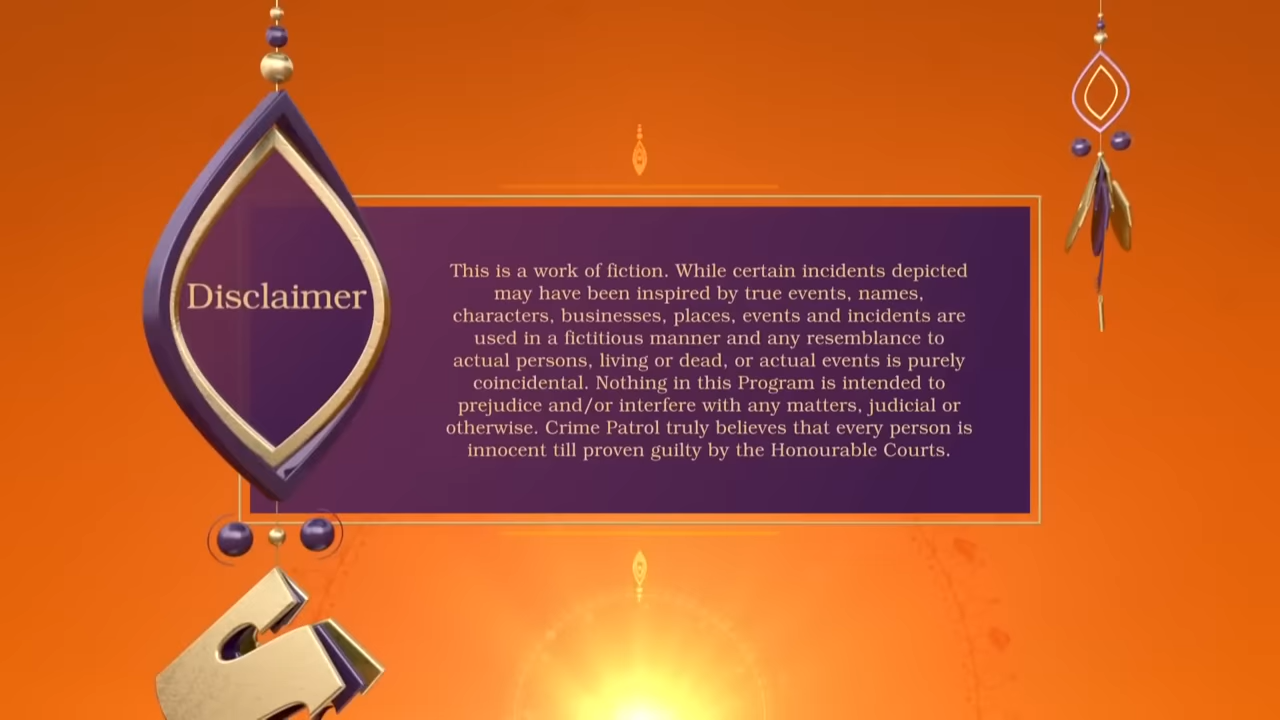 Disclaimer
This is a work of fiction. While certain incidents depicted
may have been inspired by true events, names,
characters, businesses, places, events and incidents are
used in a fictitious manner and any resemblance to
actual persons, living or dead, or actual events is purely
coincidental. Nothing in this Program is intended to
prejudice and/or interfere with any matters, judicial or
otherwise. Crime Patrol truly believes that every person is
innocent till proven guilty by the Honourable Courts.